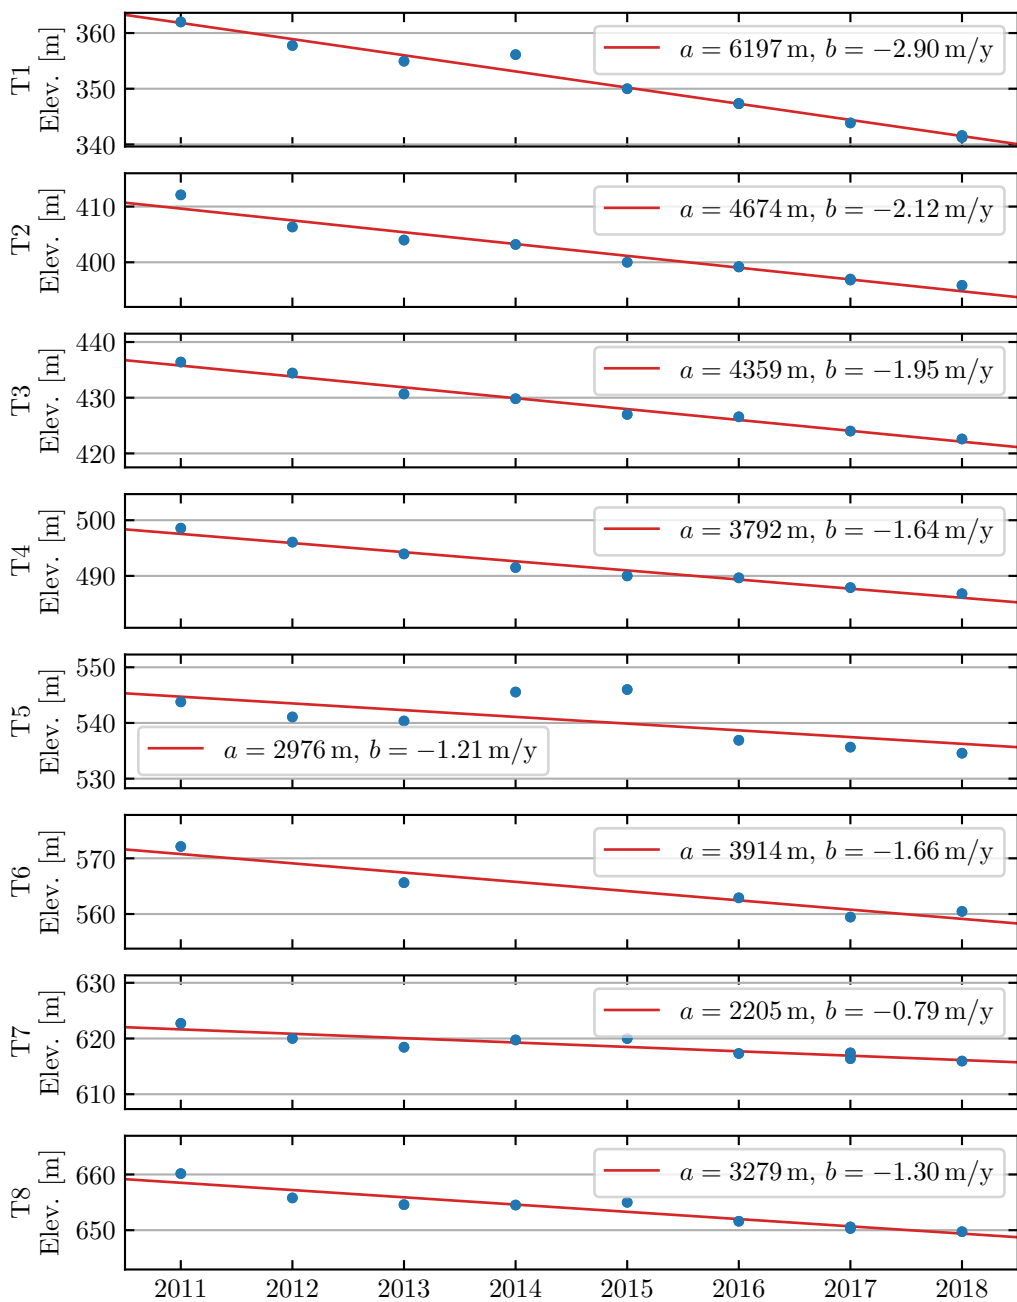 T1
Elev. [m]
360
350
340
a = 6197 m, b = −2.90 m/y
T2
Elev. [m]
410
400
a = 4674 m, b = −2.12 m/y
T3
Elev. [m]
440
430
420
a = 4359 m, b = −1.95 m/y
T4
Elev. [m]
500
490
a = 3792 m, b = −1.64 m/y
T5
Elev. [m]
550
540
530
a = 2976 m, b = −1.21 m/y
T6
Elev. [m]
570
560
a = 3914 m, b = −1.66 m/y
T7
Elev. [m]
630
620
610
a = 2205 m, b = −0.79 m/y
T8
Elev. [m]
660
650
a = 3279 m, b = −1.30 m/y
2011 2012 2013 2014 2015 2016 2017 2018